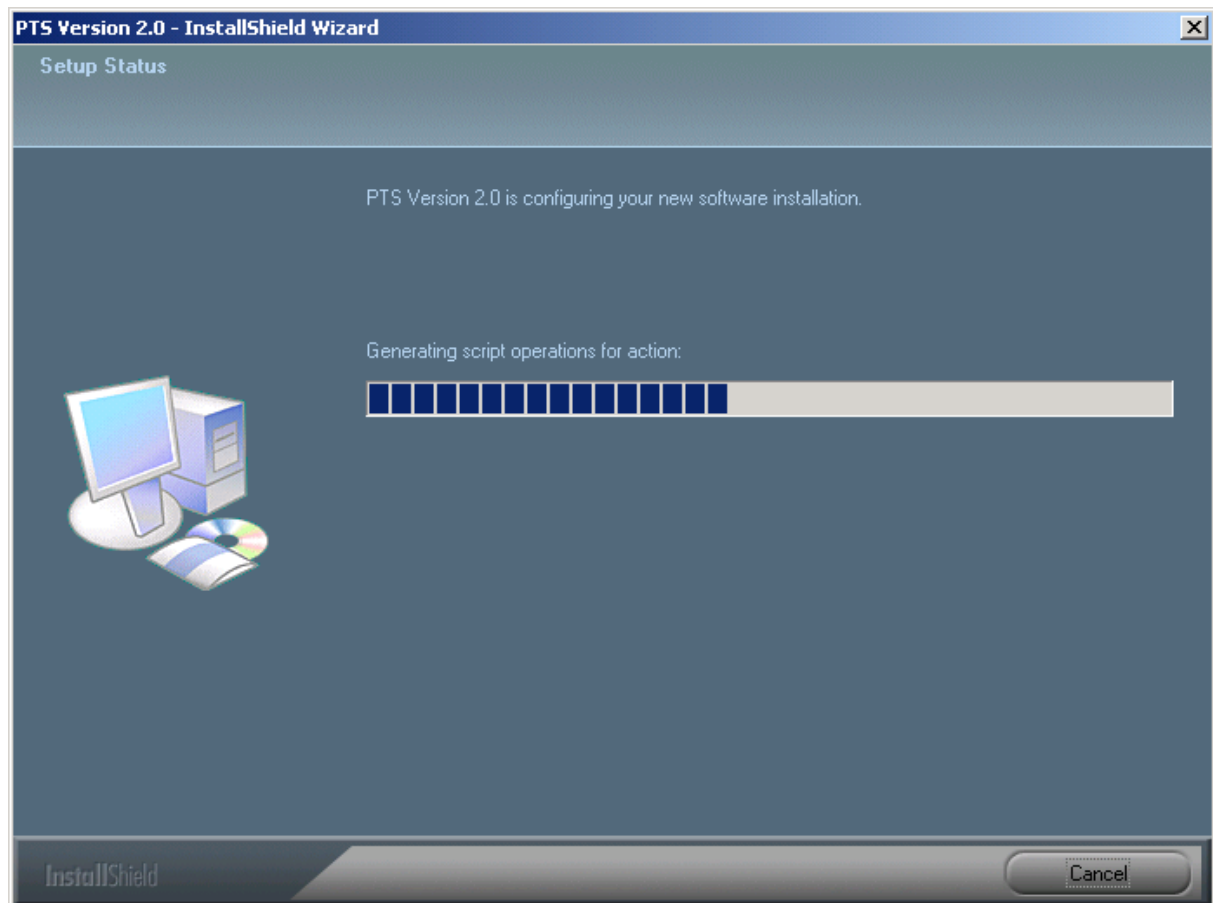 PTS Version 2.0 - InstallShield Wizard
Setup Status
PTS Version 2.0 is configuring your new software installation.
Generating script operations for action:
InstallShield
Cancel